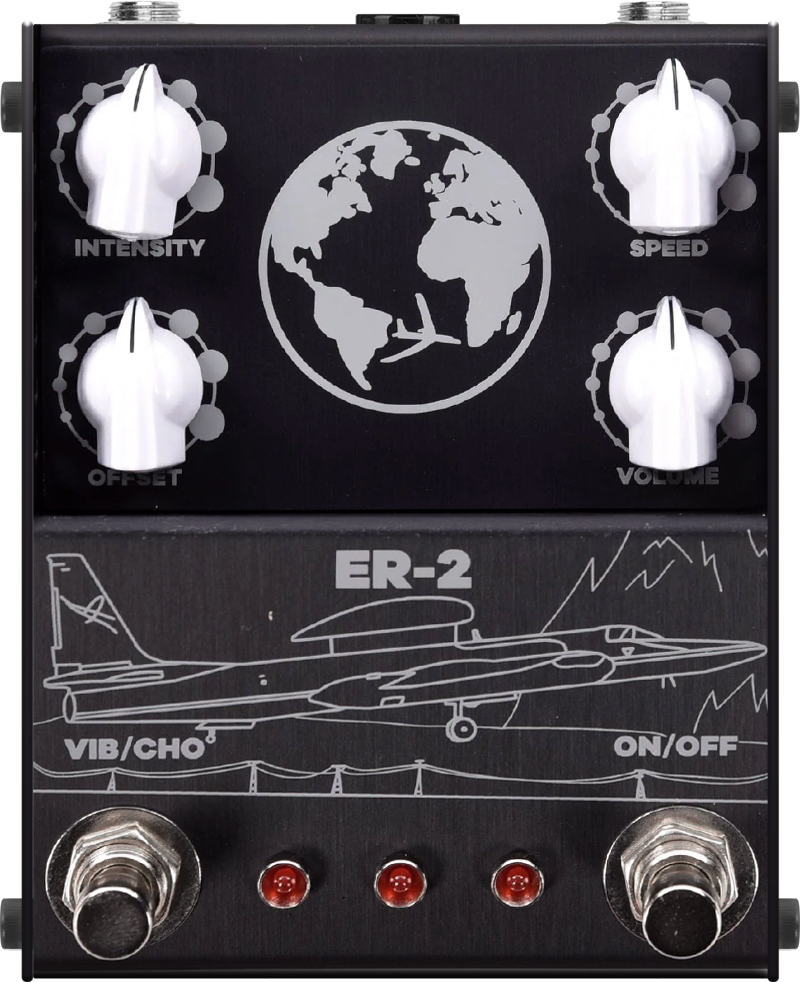 INTENSITY
SPEED
OFFSET
VOLUME
ER-2
VIB/CHO
ON/OFF